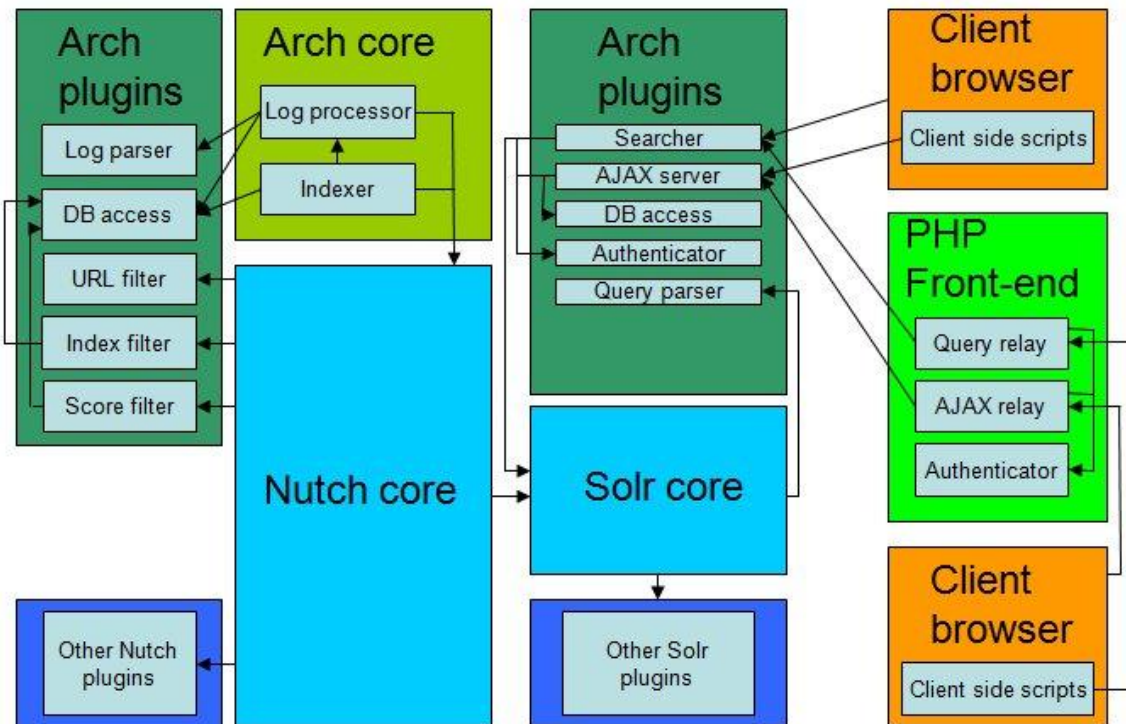 Arch
plugins
Log parser
DB access
URL filter
Index filter
Score filter
Arch core
Log processor
Indexer
Nutch core
Other Nutch
plugins
Arch
plugins
Searcher
AJAX server
DB access
Authenticator
Query parser
Solr core
Other Solr
plugins
Client
browser
Client side scripts
PHP
Front-end
Query relay
AJAX relay
Authenticator
Client
browser
Client side scripts